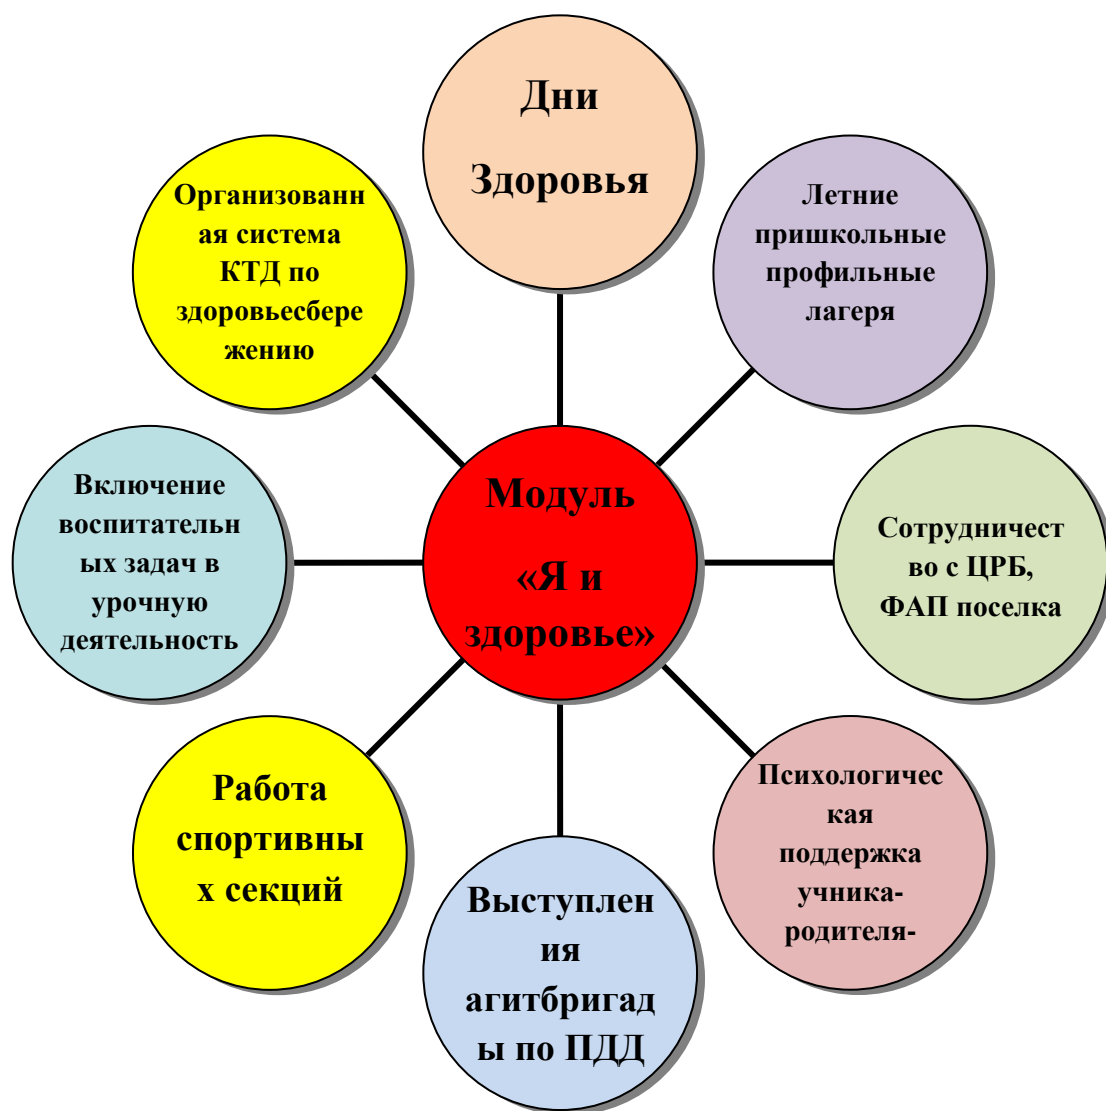 Дни
Здоровья
Организованн
ая система
КТД по
здоровьесбере
жению
Летние
пришкольные
профильные
лагеря
Включение
воспитательн
ых задач в
урочную
деятельность
Модуль
«Я и
здоровье»
Сотрудничест
во с ЦРБ,
ФАП поселка
Работа
спортивны
х секций
Выступлен
ия
агитбригад
ы по ПДД
Психологичес
кая
поддержка
учника-
родителя-